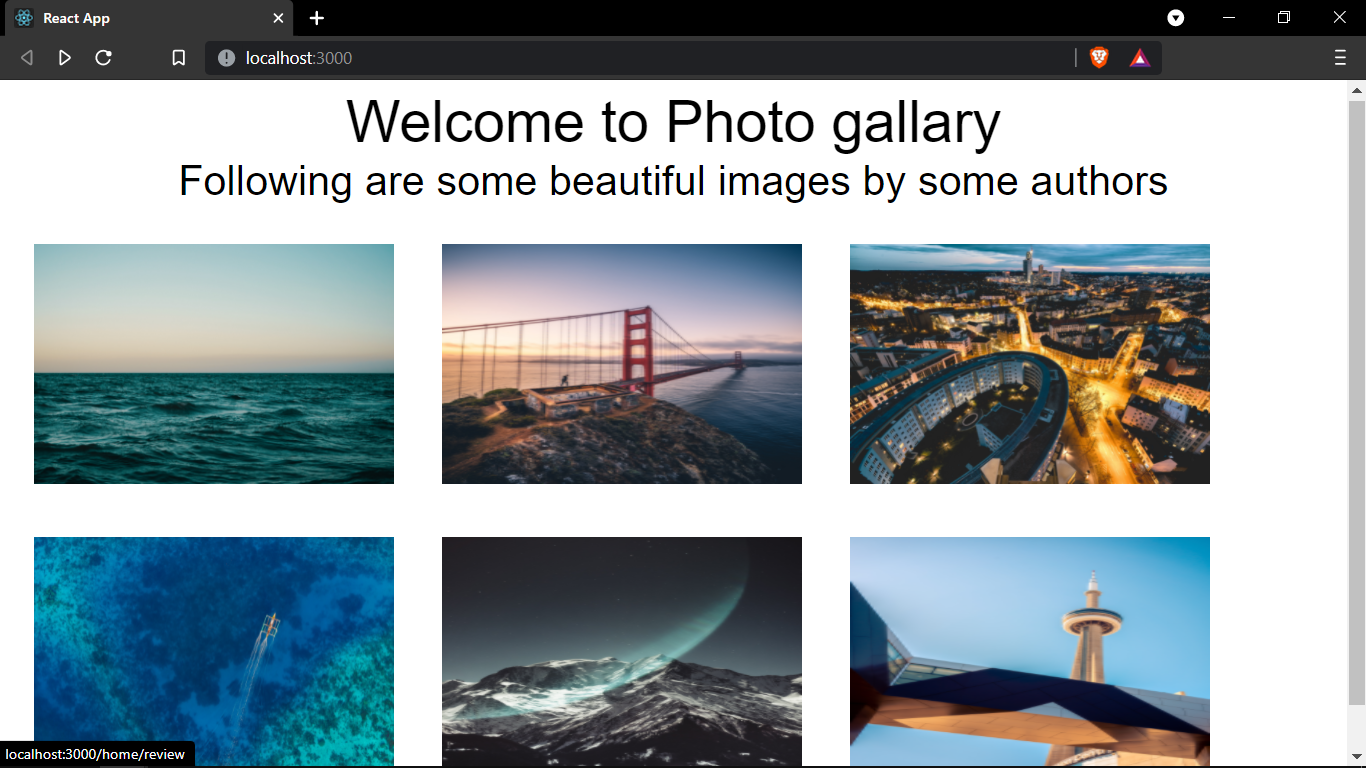 React App
localhost:3000
Welcome to Photo gallary
Following are some beautiful images by some authors
localhost:3000/home/review